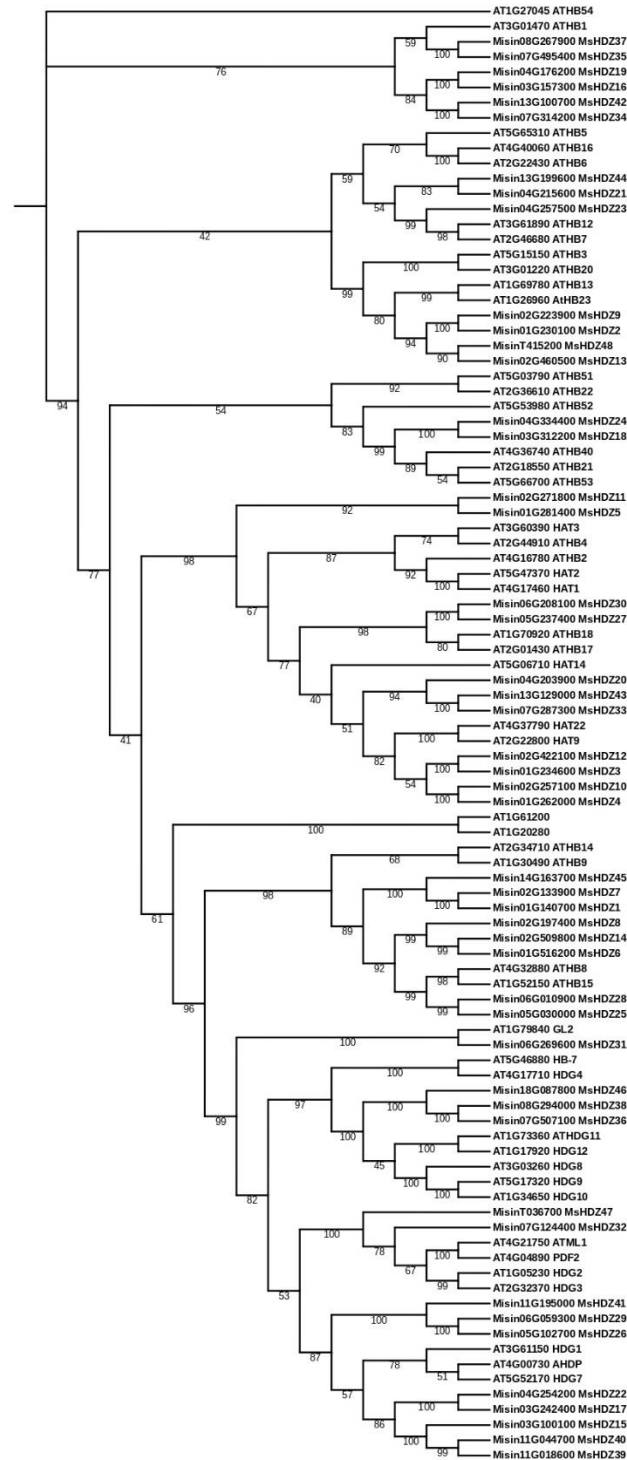 AT1G27045 ATHB54
AT3G01470 ATHB1
59
Misin08G267900 MsHDZ37
100
Misin07G495400 MsHDZ35
76
Misin04G176200 MsHDZ19
100
Misin03G157300 MsHDZ16
84
Misin13G100700 MsHDZ42
100
Misin07G314200 MsHDZ34
AT5G65310 ATHB5
70
AT4G40060 ATHB16
100
AT2G22430 ATHB6
59
Misin13G199600 MsHDZ44
83
Misin04G215600 MsHDZ21
54
Misin04G257500 MsHDZ23
99
AT3G61890 ATHB12
98
AT2G46680 ATHB7
42
AT5G15150 ATHB3
100
AT3G01220 ATHB20
99
AT1G69780 ATHB13
99
AT1G26960 AtHB23
80
Misin02G223900 MsHDZ9
100
Misin01G230100 MsHDZ2
94
MisinT415200 MsHDZ48
90
Misin02G460500 MsHDZ13
94
AT5G03790 ATHB51
92
AT2G36610 ATHB22
54
AT5G53980 ATHB52
83
Misin04G334400 MsHDZ24
100
Misin03G312200 MsHDZ18
99
AT4G36740 ATHB40
89
AT2G18550 ATHB21
54
AT5G66700 ATHB53
77
Misin02G271800 MsHDZ11
92
Misin01G281400 MsHDZ5
98
AT3G60390 HAT3
74
AT2G44910 ATHB4
87
AT4G16780 ATHB2
92
AT5G47370 HAT2
100
AT4G17460 HAT1
67
Misin06G208100 MsHDZ30
100
Misin05G237400 MsHDZ27
98
AT1G70920 ATHB18
80
AT2G01430 ATHB17
77
AT5G06710 HAT14
40
Misin04G203900 MsHDZ20
94
Misin13G129000 MsHDZ43
100
Misin07G287300 MsHDZ33
51
AT4G37790 HAT22
100
AT2G22800 HAT9
82
Misin02G422100 MsHDZ12
100
Misin01G234600 MsHDZ3
54
Misin02G257100 MsHDZ10
100
Misin01G262000 MsHDZ4
41
AT1G61200
100
AT1G20280
61
AT2G34710 ATHB14
68
AT1G30490 ATHB9
98
Misin14G163700 MsHDZ45
100
Misin02G133900 MsHDZ7
100
Misin01G140700 MsHDZ1
89
Misin02G197400 MsHDZ8
99
Misin02G509800 MsHDZ14
99
Misin01G516200 MsHDZ6
92
AT4G32880 ATHB8
98
AT1G52150 ATHB15
99
Misin06G010900 MsHDZ28
99
Misin05G030000 MsHDZ25
96
AT1G79840 GL2
100
Misin06G269600 MsHDZ31
99
AT5G46880 HB-7
100
AT4G17710 HDG4
97
Misin18G087800 MsHDZ46
100
Misin08G294000 MsHDZ38
100
Misin07G507100 MsHDZ36
100
AT1G73360 ATHDG11
100
AT1G17920 HDG12
45
AT3G03260 HDG8
100
AT5G17320 HDG9
100
AT1G34650 HDG10
82
MisinT036700 MsHDZ47
100
Misin07G124400 MsHDZ32
78
AT4G21750 ATML1
100
AT4G04890 PDF2
67
AT1G05230 HDG2
99
AT2G32370 HDG3
53
Misin11G195000 MsHDZ41
100
Misin06G059300 MsHDZ29
100
Misin05G102700 MsHDZ26
87
AT3G61150 HDG1
78
AT4G00730 AHDP
51
AT5G52170 HDG7
57
Misin04G254200 MsHDZ22
100
Misin03G242400 MsHDZ17
86
Misin03G100100 MsHDZ15
100
Misin11G044700 MsHDZ40
99
Misin11G018600 MsHDZ39